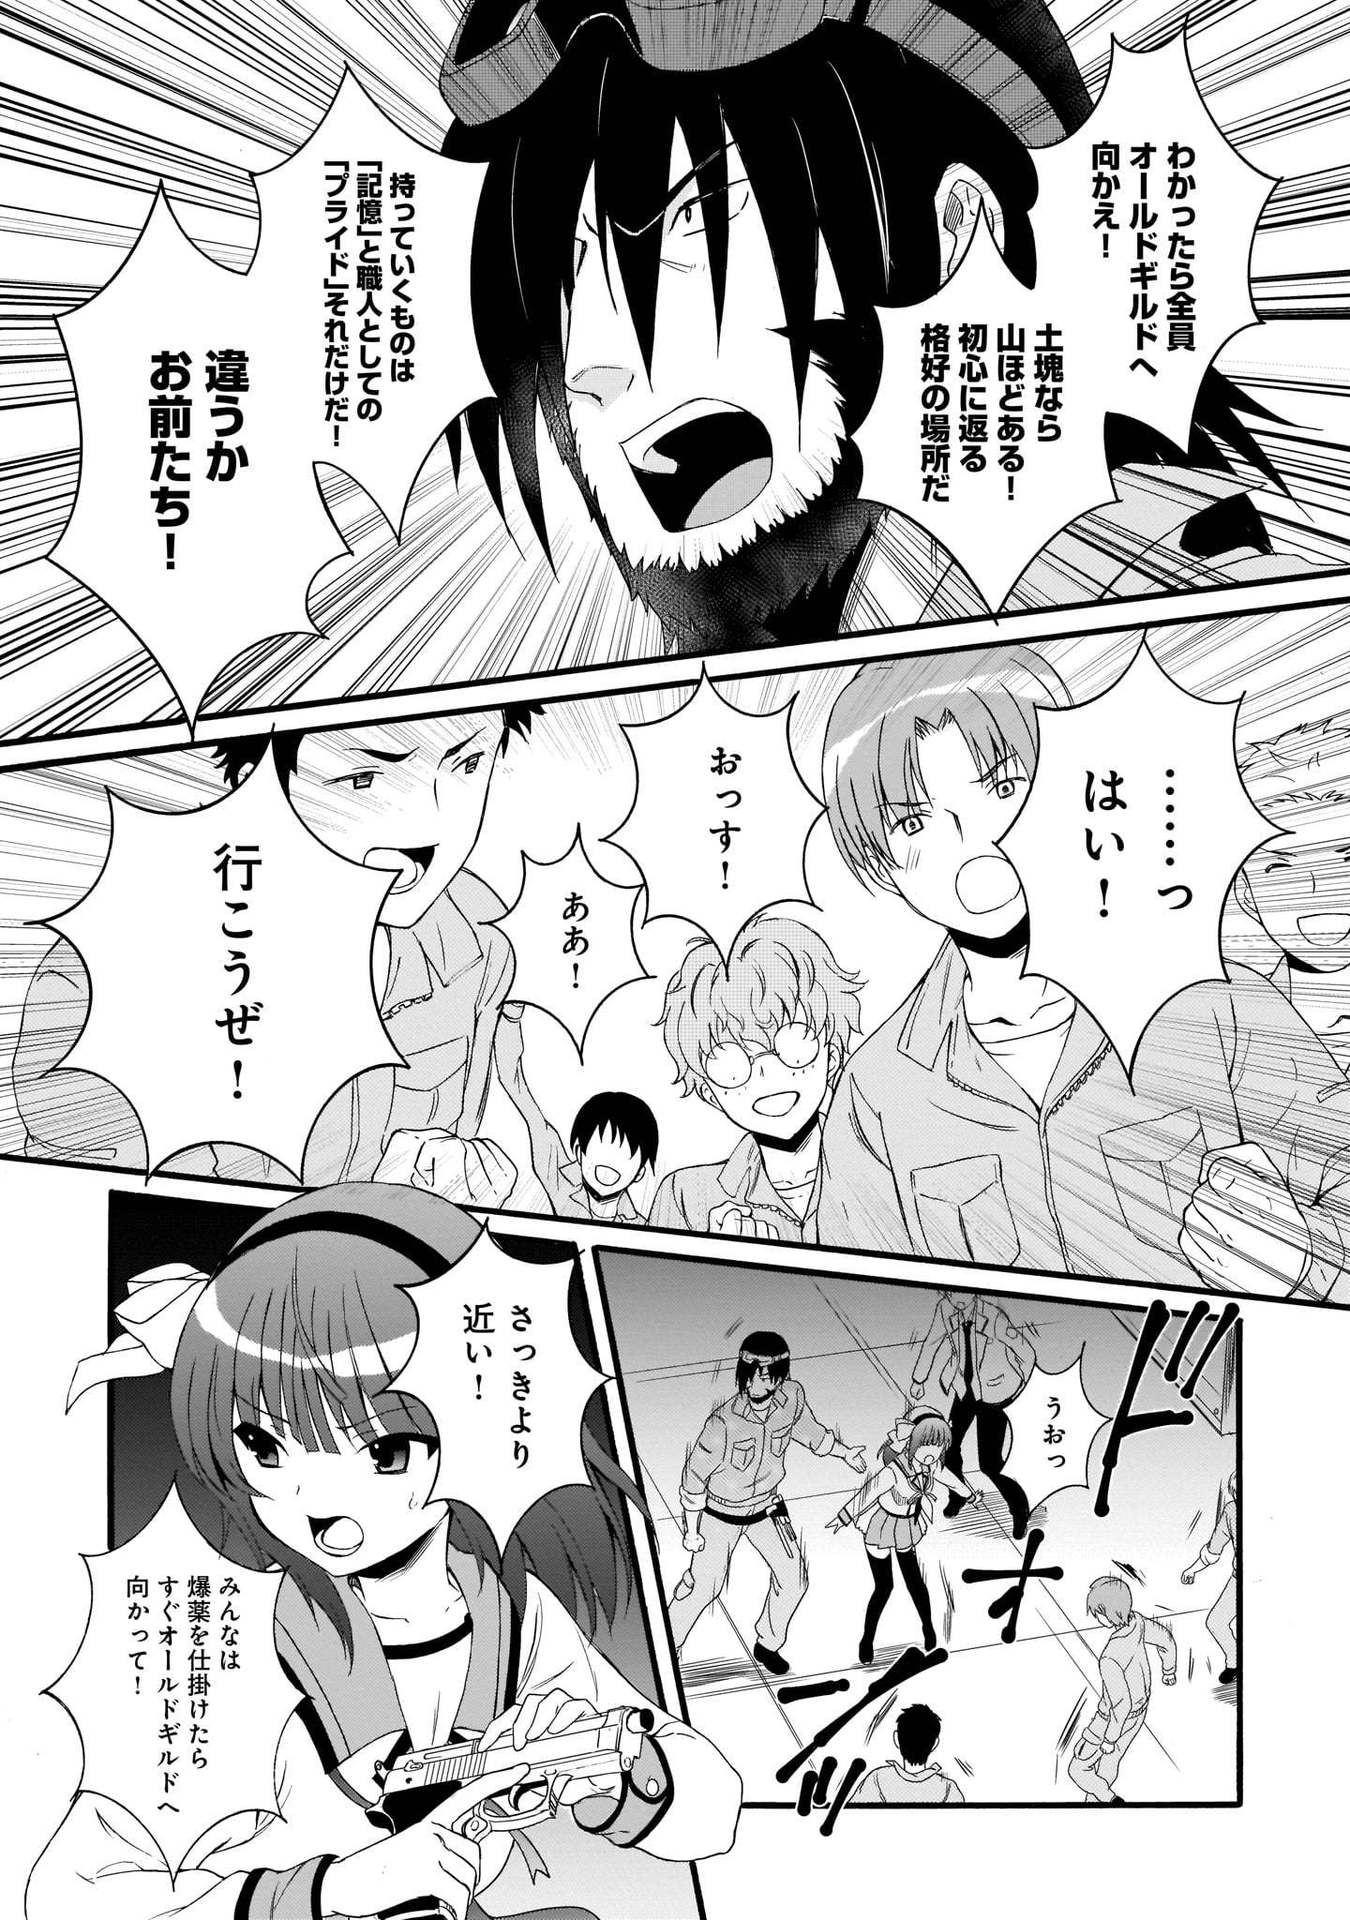 わかったら全員
オールドギルドへ
向かえ！
土塊なら
山ほどある！
初心に返る
格好の場所だ
持っていくものは
「記憶」と職人としての
「プライド」それだけだ！
違うか
お前たち！
……っ
はい！
おっす！
ああ！
行こうぜ！
ドオン
うおっ
さっきより
近い！
みんなは
爆薬を仕掛けたら
すぐオールドギルドへ
向かって！